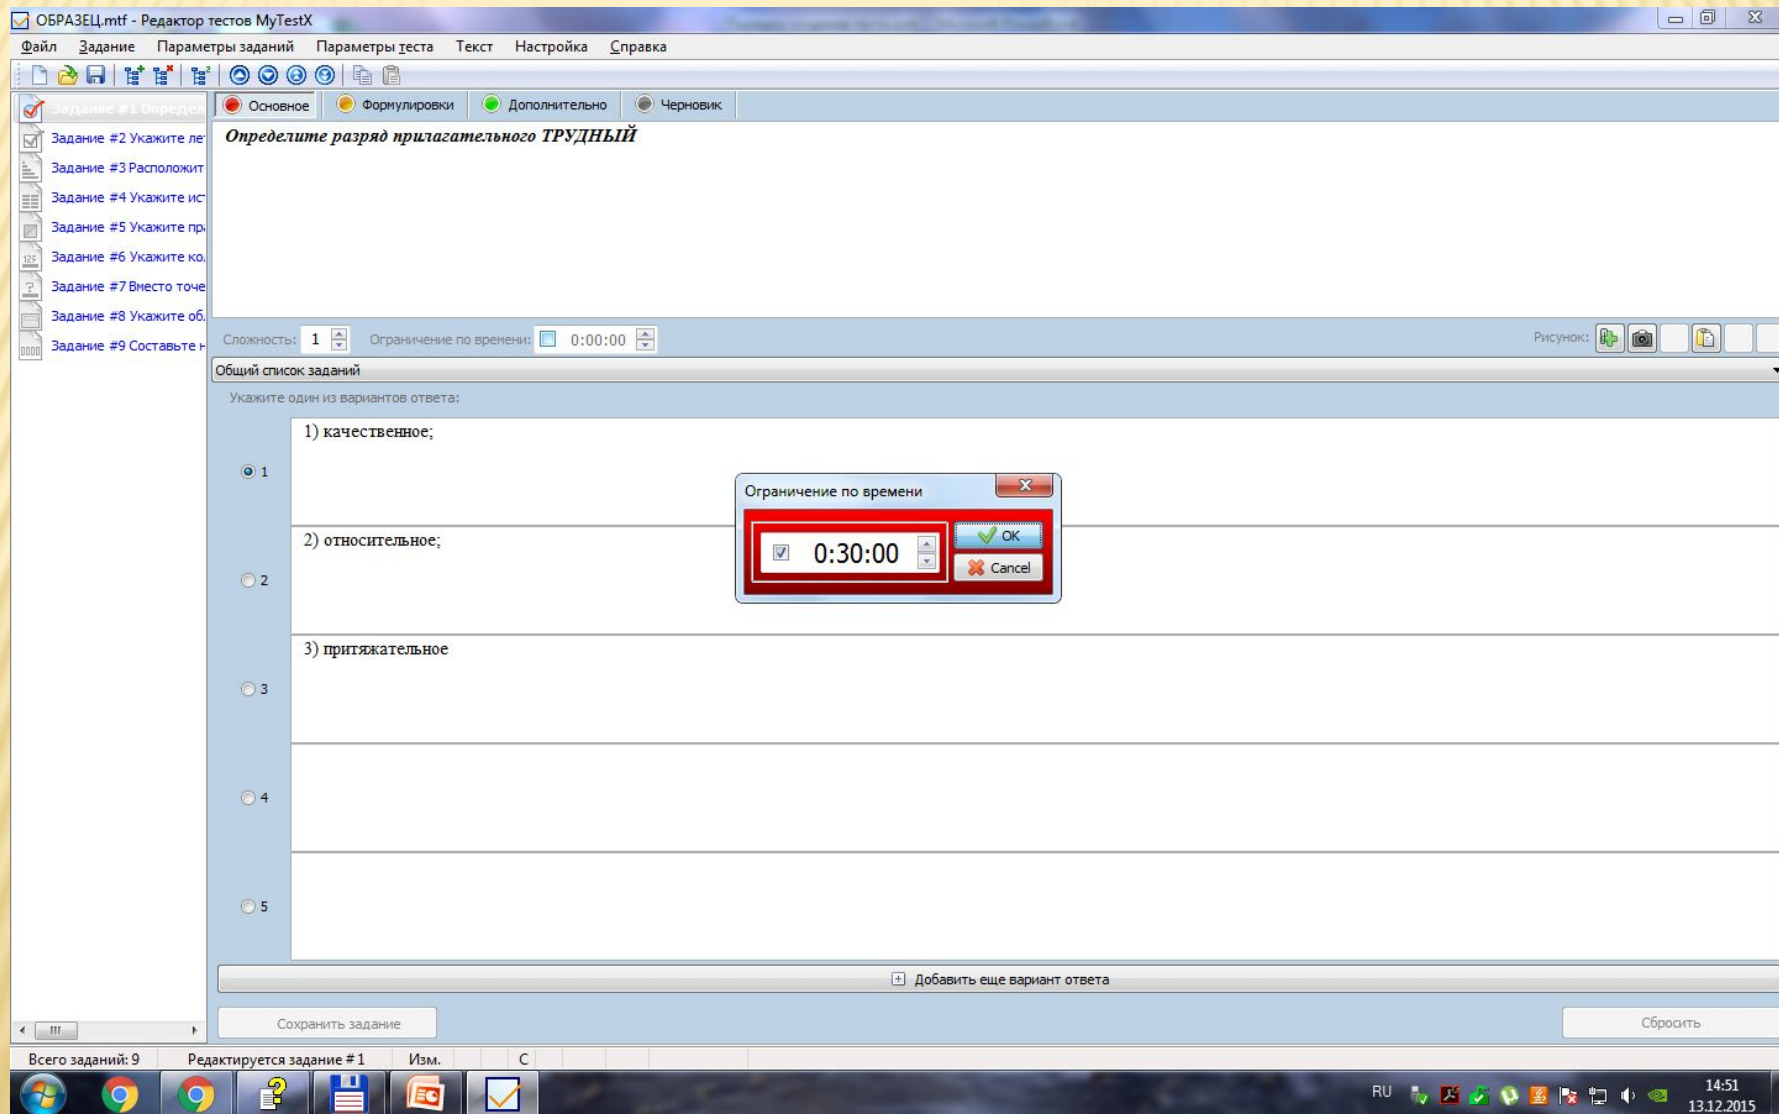 ОБРАЗЕЦ.mtf - Редактор тестов MyTestX
Файл Задание Параметры заданий Параметры теста Текст Настройка Справка
Задание #1 Определ
Основное Формулировки Дополнительно Черновик
Определите разряд прилагательного ТРУДНЫЙ
Задание #2 Укажите ле
Задание #3 Расположит
Задание #4 Укажите ис
Задание #5 Укажите пр
Задание #6 Укажите ко
Задание #7 Вместо точе
Задание #8 Укажите об
Задание #9 Составьте н
Сложность: 1 Ограничение по времени: 0:00:00 Рисунок:
Общий список заданий
Укажите один из вариантов ответа:
1 1) качественное;
2 2) относительное;
3 3) притяжательное
4
5
Ограничение по времени
0:30:00 OK
Cancel
Добавить еще вариант ответа
Сохранить задание Сбросить
Всего заданий: 9 Редактируется задание #1 Изм. С
RU 14:51
13.12.2015